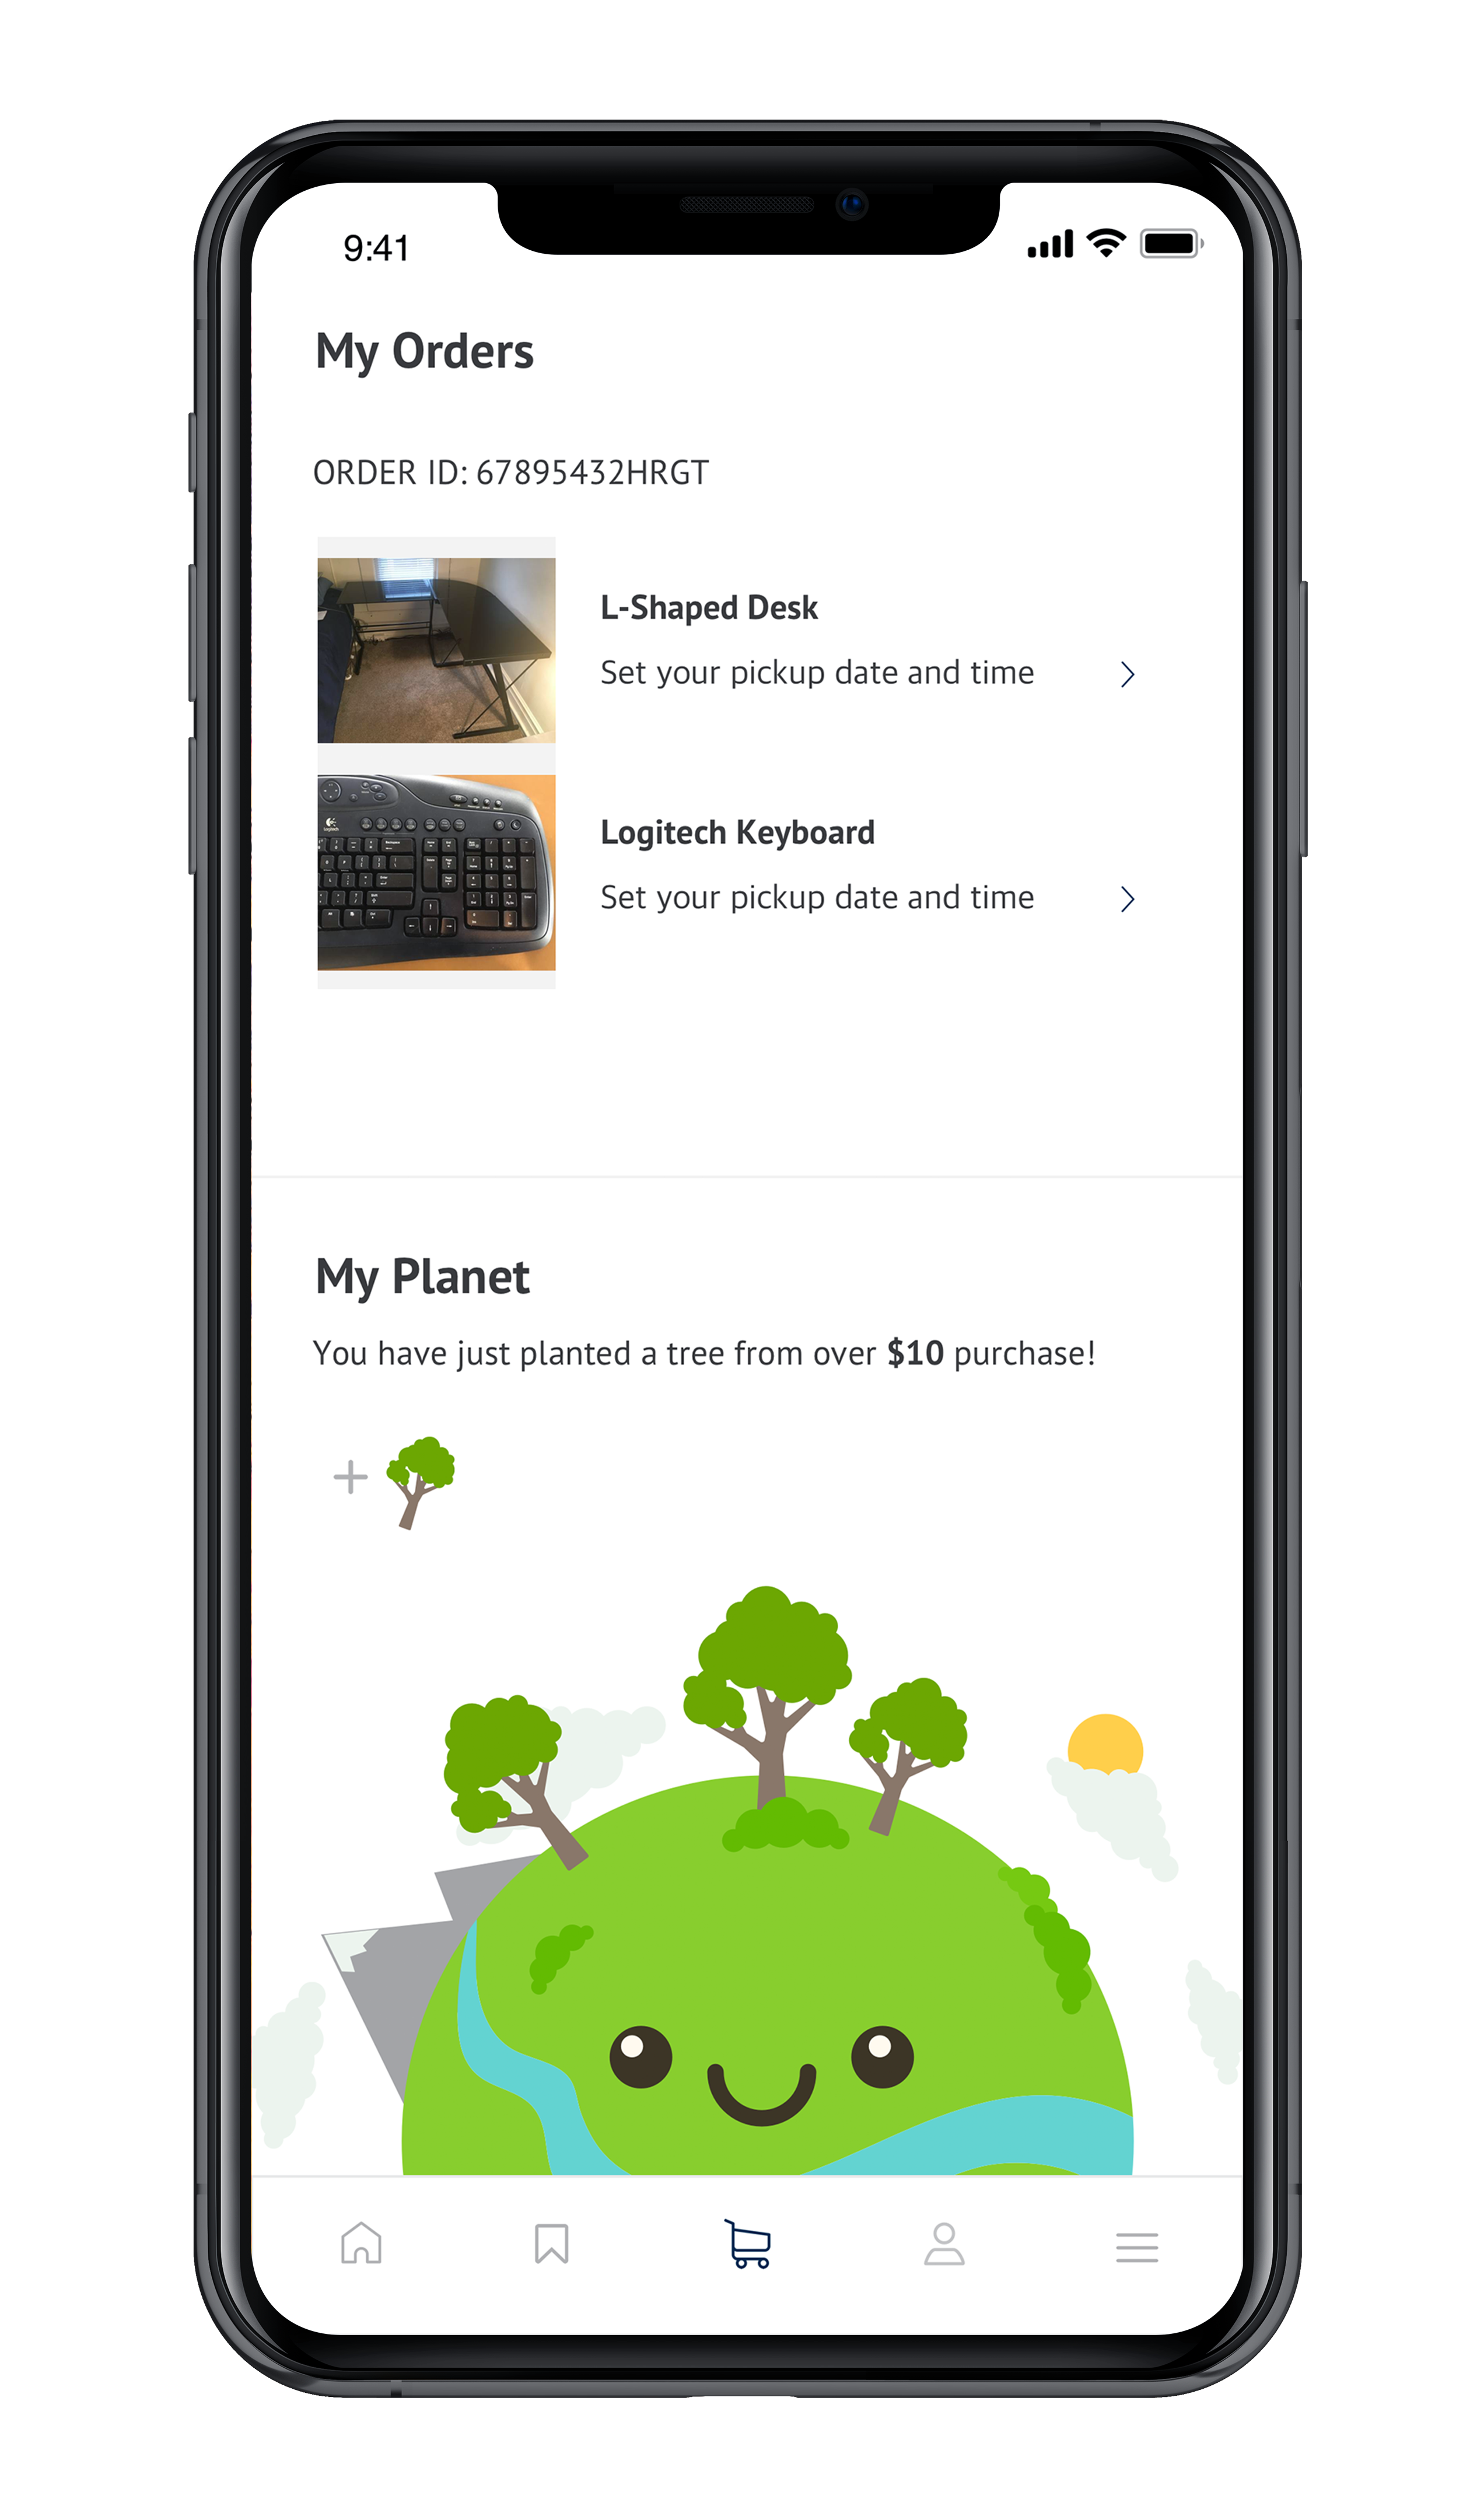 9:41
My Orders
ORDER ID: 67895432HRGT
L-Shaped Desk
Set your pickup date and time
Logitech
Logitech Keyboard
Set your pickup date and time
My Planet
You have just planted a tree from over $10 purchase!